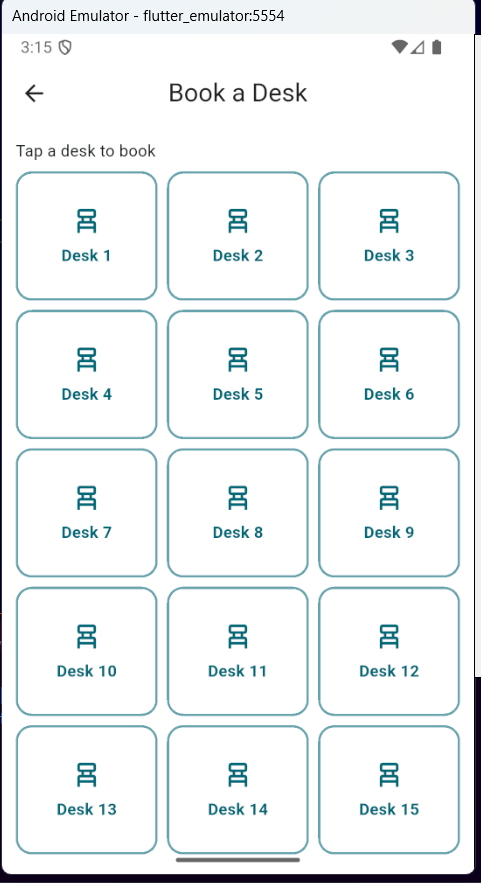 Android Emulator - flutter_emulator:5554
3:15
Book a Desk
Tap a desk to book
Desk 1
Desk 2
Desk 3
Desk 4
Desk 5
Desk 6
Desk 7
Desk 8
Desk 9
Desk 10
Desk 11
Desk 12
Desk 13
Desk 14
Desk 15